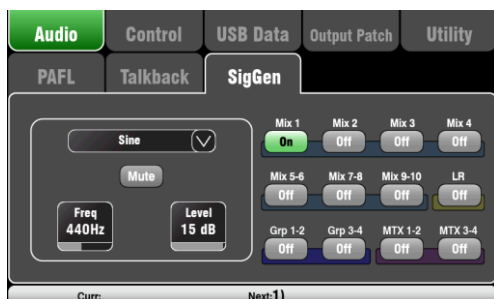 Audio Control USB Data Output Patch Utility
PAFL Talkback SigGen
Sine
Mute
Freq
440Hz
Level
15 dB
Mix 1 Mix 2 Mix 3 Mix 4
On Off Off Off
Mix 5-6 Mix 7-8 Mix 9-10 LR
Off Off Off Off
Grp 1-2 Grp 3-4 MTX 1-2 MTX 3-4
Off Off Off Off
Curr: Next:1)